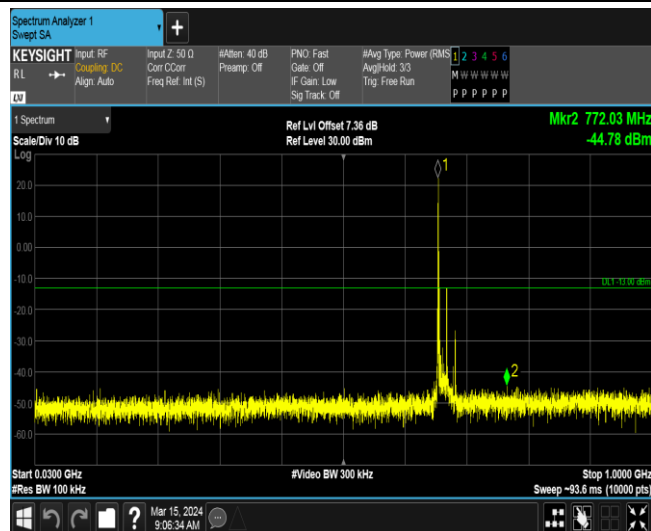 Spectrum Analyzer 1
Swept SA
+
KEYSIGHT
RL
LXI
Input: RF
Coupling: DC
Align: Auto
Input Z: 50 Ω
Corr CCorr
Freq Ref: Int (S)
#Atten: 40 dB
Preamp: Off
PNO: Fast
Gate: Off
IF Gain: Low
Sig Track: Off
#Avg Type: Power (RMS
Avg|Hold: 3/3
Trig: Free Run
1 2 3 4 5 6
M W W W W W
P P P P P P
1 Spectrum
Scale/Div 10 dB
Ref Lvl Offset 7.36 dB
Ref Level 30.00 dBm
Mkr2 772.03 MHz
-44.78 dBm
Log
1
20.0
10.0
0.00
-10.0
DL1 -13.00 dBm
-20.0
-30.0
-40.0
2
-50.0
-60.0
Start 0.0300 GHz
#Res BW 100 kHz
#Video BW 300 kHz
Stop 1.0000 GHz
Sweep ~93.6 ms (10000 pts)
?
Mar 15, 2024
9:06:34 AM